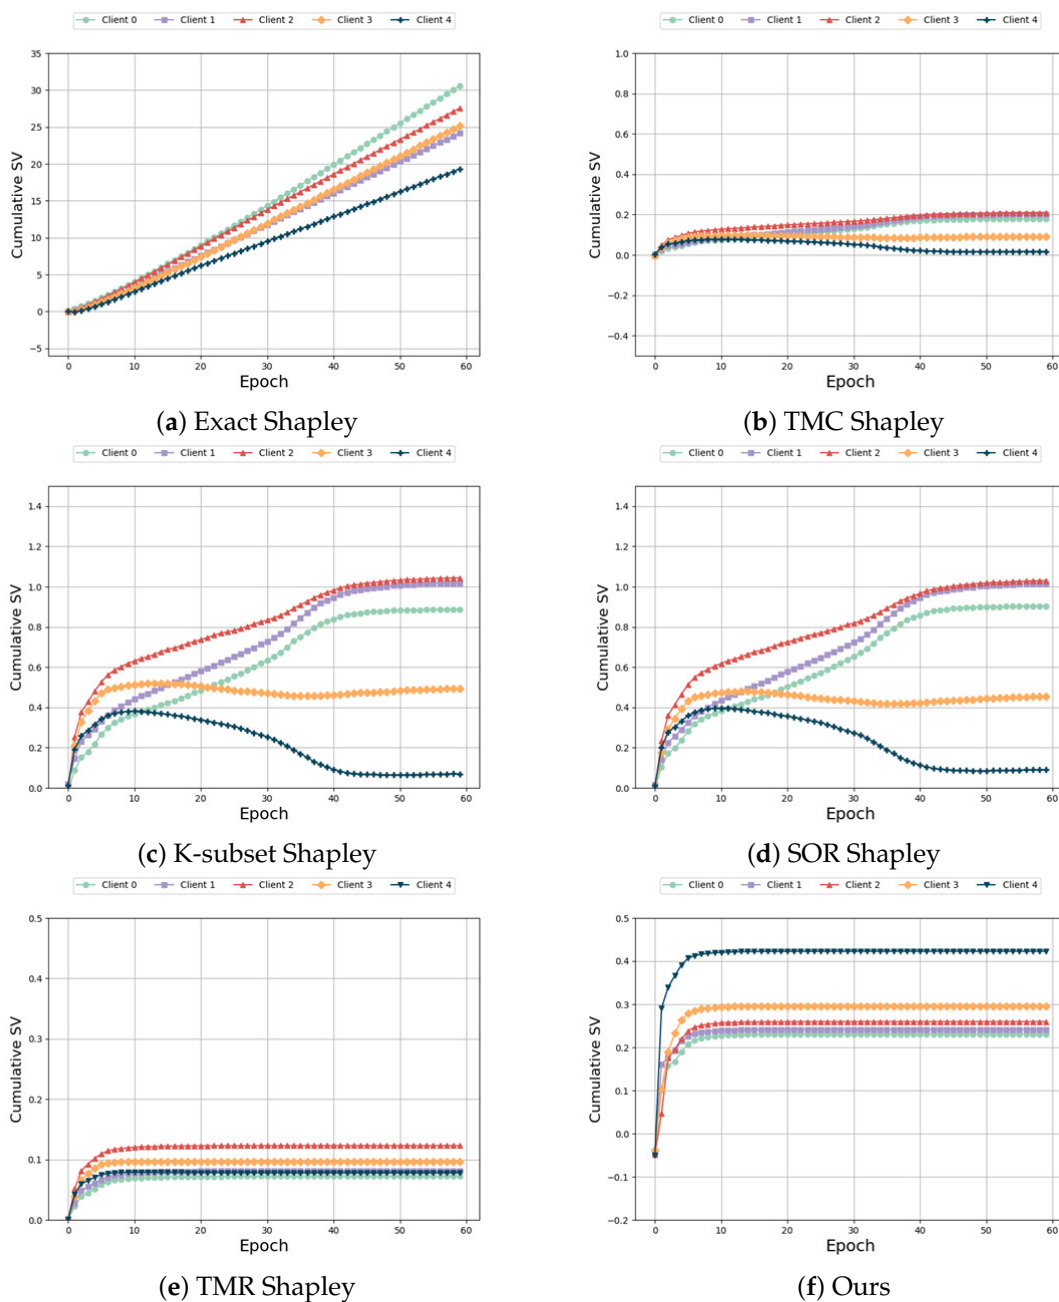 Client 0 Client 1 Client 2 Client 3 Client 4
35
30
25
20
15
10
5
0
−5
Cumulative SV
0 10 20 30 40 50 60
Epoch
(a) Exact Shapley
Client 0 Client 1 Client 2 Client 3 Client 4
1.0
0.8
0.6
0.4
0.2
0.0
−0.2
−0.4
Cumulative SV
0 10 20 30 40 50 60
Epoch
(b) TMC Shapley
Client 0 Client 1 Client 2 Client 3 Client 4
1.4
1.2
1.0
0.8
0.6
0.4
0.2
0.0
Cumulative SV
0 10 20 30 40 50 60
Epoch
(c) K-subset Shapley
Client 0 Client 1 Client 2 Client 3 Client 4
1.4
1.2
1.0
0.8
0.6
0.4
0.2
0.0
Cumulative SV
0 10 20 30 40 50 60
Epoch
(d) SOR Shapley
Client 0 Client 1 Client 2 Client 3 Client 4
0.5
0.4
0.3
0.2
0.1
0.0
Cumulative SV
0 10 20 30 40 50 60
Epoch
(e) TMR Shapley
Client 0 Client 1 Client 2 Client 3 Client 4
0.5
0.4
0.3
0.2
0.1
0.0
−0.1
−0.2
Cumulative SV
0 10 20 30 40 50 60
Epoch
(f) Ours